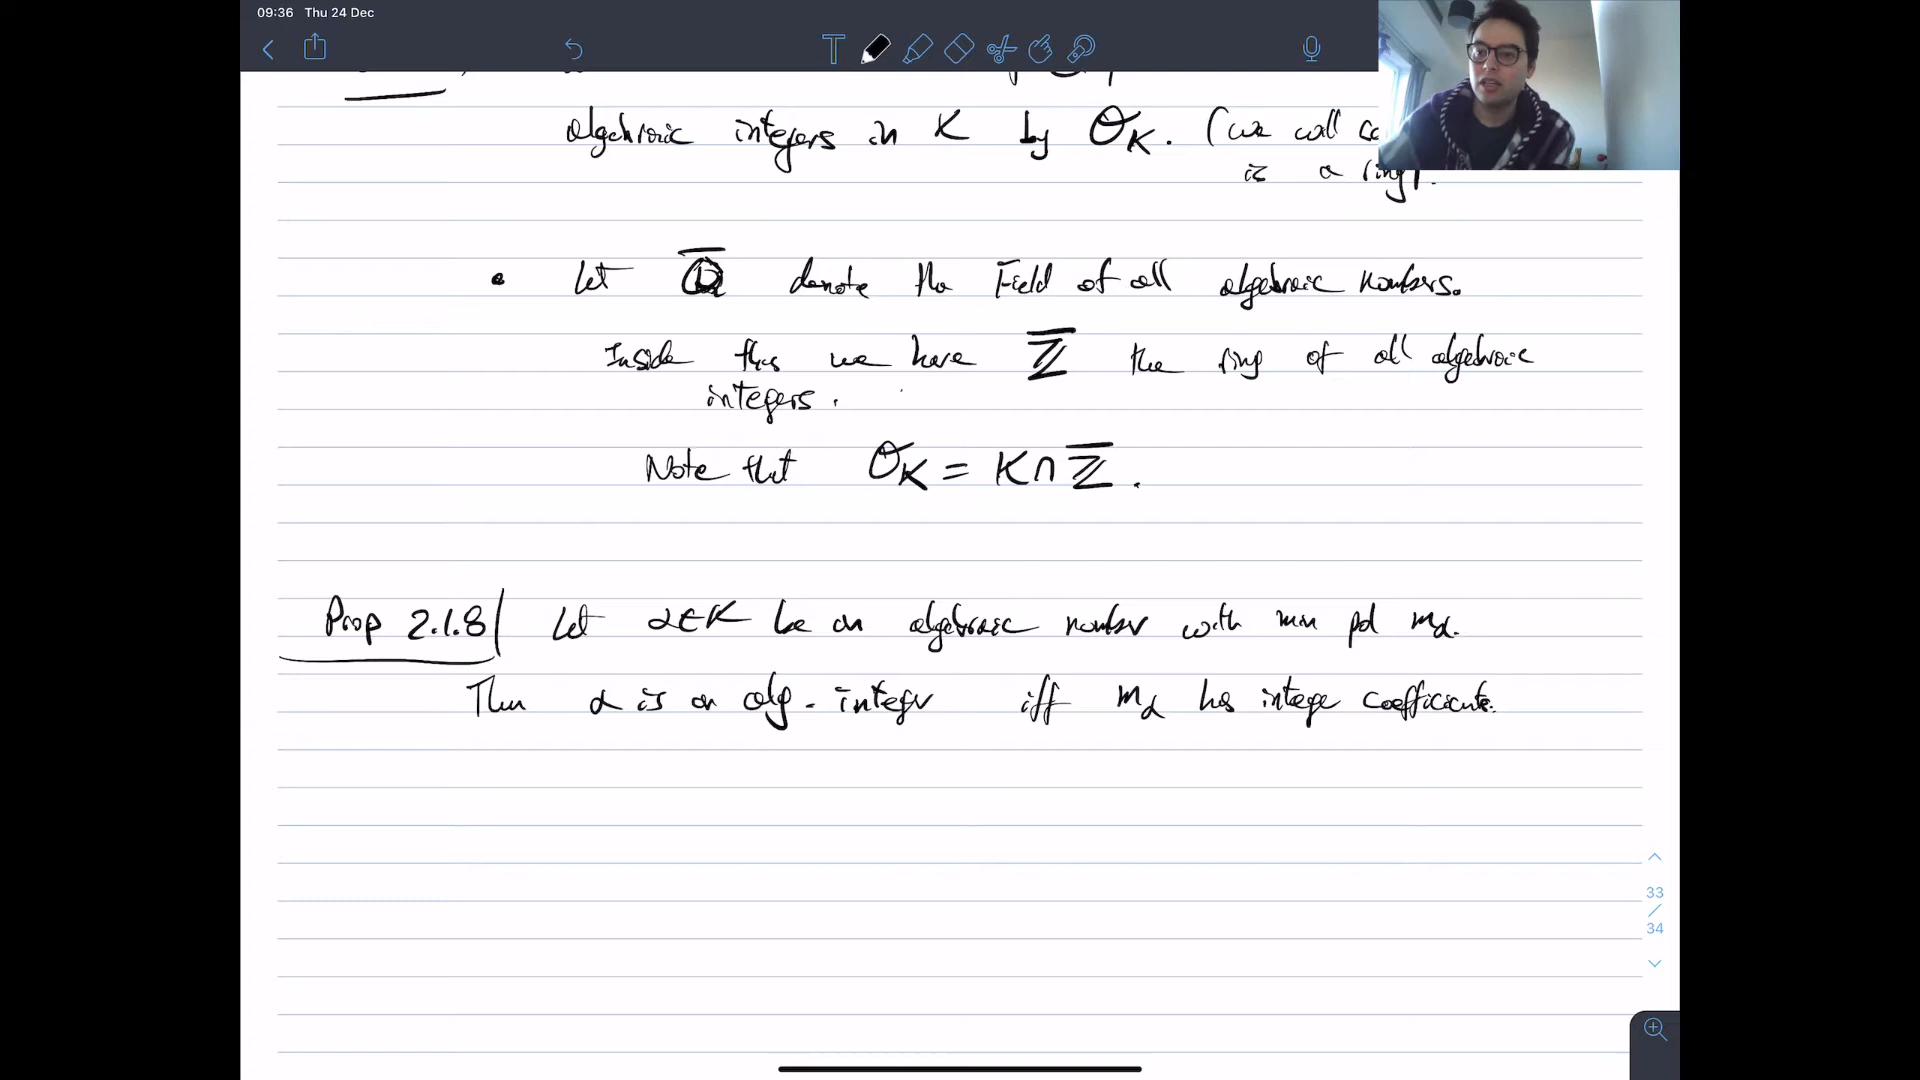 09:36 Thu 24 Dec
algebraic integers in K by 𝒪_K. (we will
is a ring).
• Let ℚ̅ denote the Field of all algebraic numbers.
Inside this we have ℤ̅ the ring of all algebraic
integers.
Note that 𝒪_K = K ∩ ℤ̅.
Prop 2.1.8 Let α ∈ K be an algebraic number with min pol m_α.
Then α is an alg. integer iff m_α has integer coefficients.
33
/
34